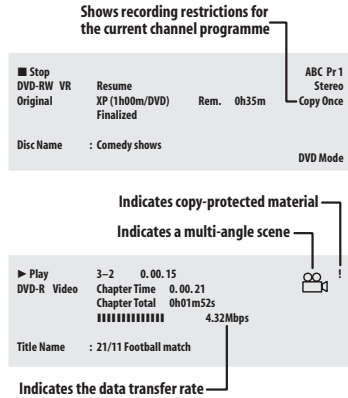 Shows recording restrictions for
the current channel programme
■ Stop ABC Pr 1
DVD-RW VR Resume Stereo
Original XP (1h00m/DVD) Rem. 0h35m Copy Once
Finalized
Disc Name : Comedy shows
DVD Mode
Indicates copy-protected material
Indicates a multi-angle scene
► Play 3–2 0. 00. 15 !
DVD-R Video Chapter Time 0. 00. 21
Chapter Total 0h01m52s
4.32Mbps
Title Name : 21/11 Football match
Indicates the data transfer rate